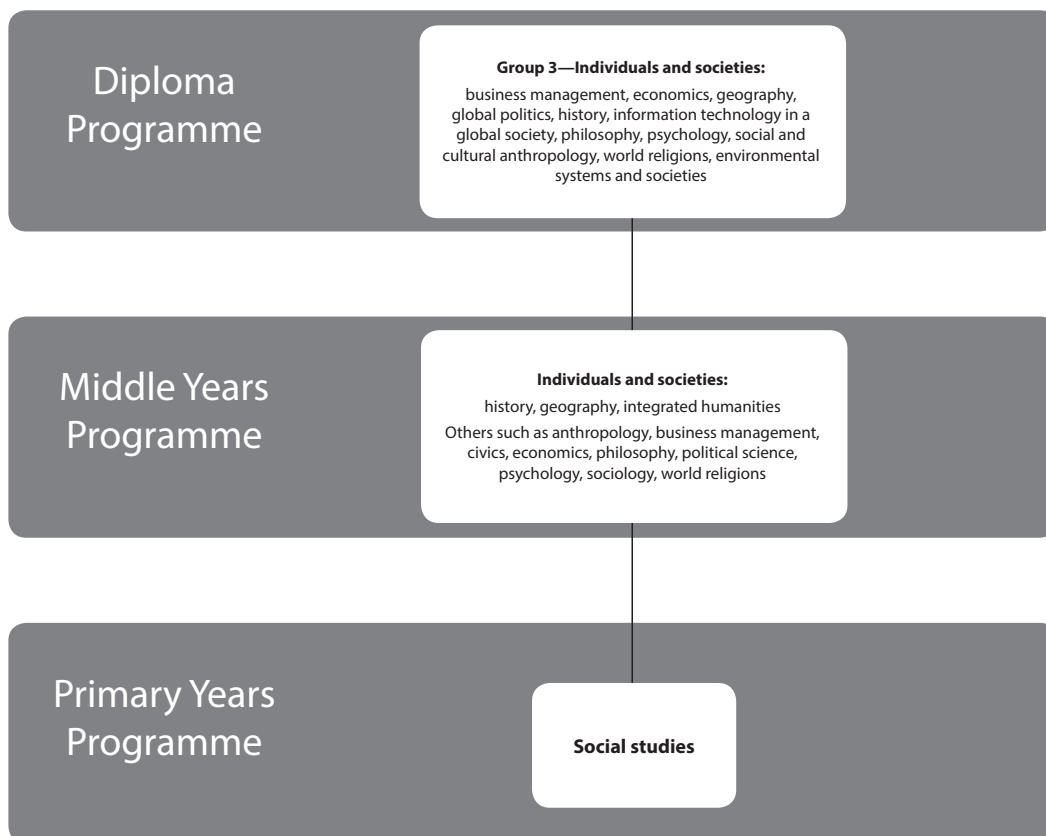 Diploma
Programme
Group 3—Individuals and societies:
business management, economics, geography,
global politics, history, information technology in a
global society, philosophy, psychology, social and
cultural anthropology, world religions, environmental
systems and societies
Middle Years
Programme
Individuals and societies:
history, geography, integrated humanities
Others such as anthropology, business management,
civics, economics, philosophy, political science,
psychology, sociology, world religions
Primary Years
Programme
Social studies